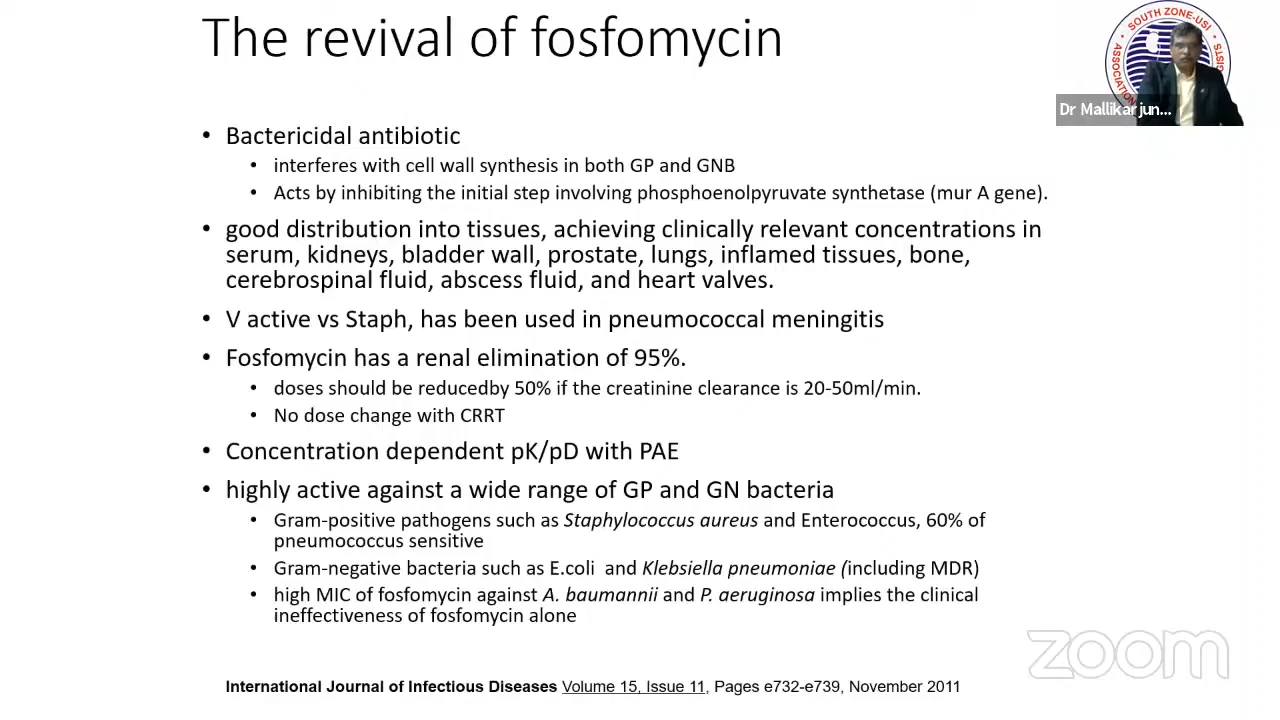 The revival of fosfomycin
SOUTH ZONE-USI
ASSOCIATION
Dr Mallikarjun...
• Bactericidal antibiotic
• interferes with cell wall synthesis in both GP and GNB
• Acts by inhibiting the initial step involving phosphoenolpyruvate synthetase (mur A gene).
• good distribution into tissues, achieving clinically relevant concentrations in
serum, kidneys, bladder wall, prostate, lungs, inflamed tissues, bone,
cerebrospinal fluid, abscess fluid, and heart valves.
• V active vs Staph, has been used in pneumococcal meningitis
• Fosfomycin has a renal elimination of 95%.
• doses should be reducedby 50% if the creatinine clearance is 20-50ml/min.
• No dose change with CRRT
• Concentration dependent pK/pD with PAE
• highly active against a wide range of GP and GN bacteria
• Gram-positive pathogens such as Staphylococcus aureus and Enterococcus, 60% of
pneumococcus sensitive
• Gram-negative bacteria such as E.coli and Klebsiella pneumoniae (including MDR)
• high MIC of fosfomycin against A. baumannii and P. aeruginosa implies the clinical
ineffectiveness of fosfomycin alone
zoom
International Journal of Infectious Diseases Volume 15, Issue 11, Pages e732-e739, November 2011